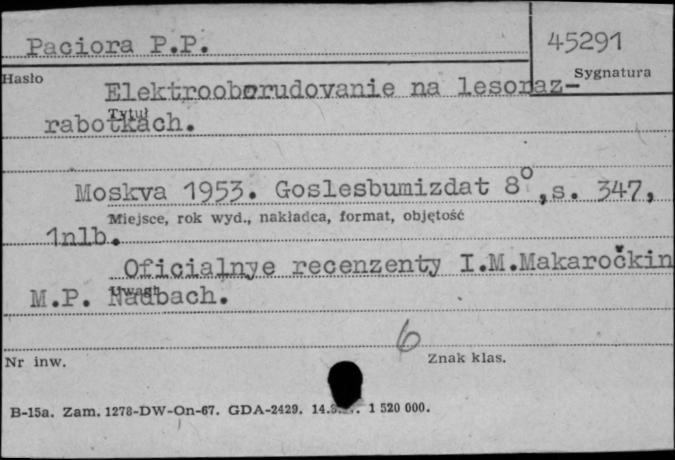 Paciora P.P.
45291
Hasło
Sygnatura
Elektrooborudovanie na lesoraz-
Tytuł
rabotkach.
Moskva 1953. Goslesbumizdat 8°, s. 347,
Miejsce, rok wyd., nakładca, format, objętość
1nlb.
Oficialnye recenzenty I.M.Makaročkin
Uwagi
M.P. Nadbach.
6
Nr inw.
Znak klas.
B-15a. Zam. 1278-DW-On-67. GDA-2429. 1 520 000.